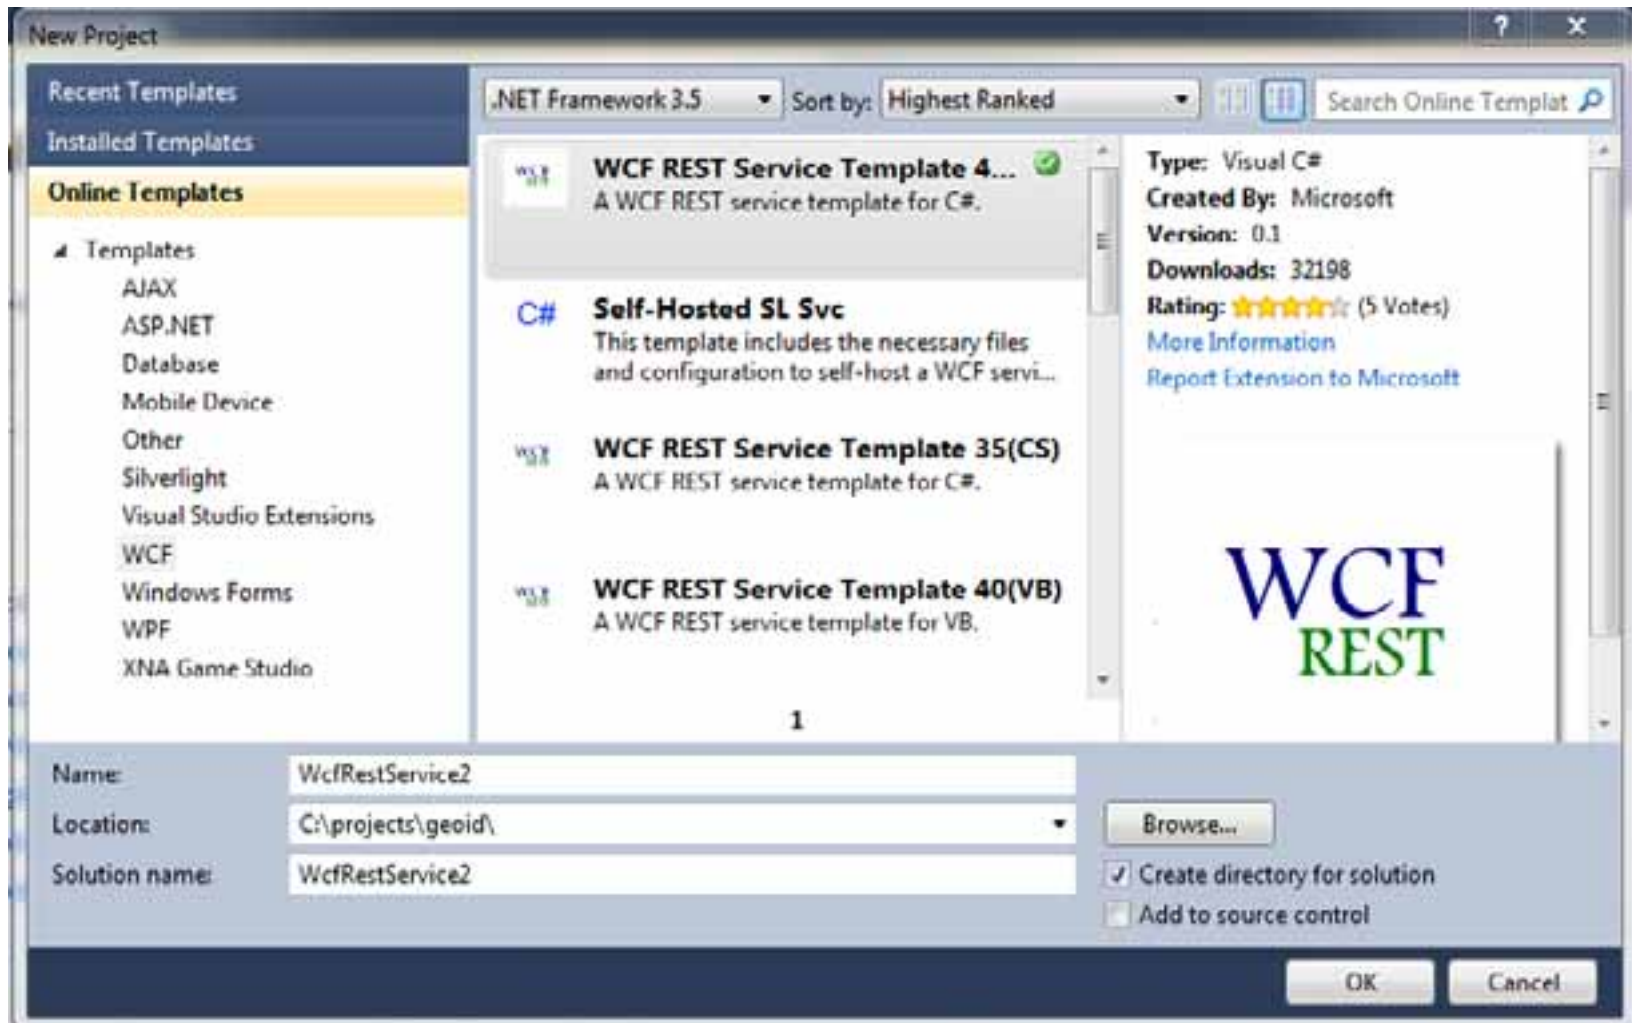 New Project
?
x
Recent Templates
Installed Templates
Online Templates
Templates
AJAX
ASP.NET
Database
Mobile Device
Other
Silverlight
Visual Studio Extensions
WCF
Windows Forms
WPF
XNA Game Studio
.NET Framework 3.5
Sort by: Highest Ranked
Search Online Templat
WCF REST
WCF REST Service Template 4...
A WCF REST service template for C#.
C#
Self-Hosted SL Svc
This template includes the necessary files
and configuration to self-host a WCF servi...
WCF REST
WCF REST Service Template 35(CS)
A WCF REST service template for C#.
WCF REST
WCF REST Service Template 40(VB)
A WCF REST service template for VB.
1
Type: Visual C#
Created By: Microsoft
Version: 0.1
Downloads: 32198
Rating: (5 Votes)
More Information
Report Extension to Microsoft
WCF
REST
Name: WcfRestService2
Location: C:\projects\geoid\
Browse...
Solution name: WcfRestService2
Create directory for solution
Add to source control
OK
Cancel